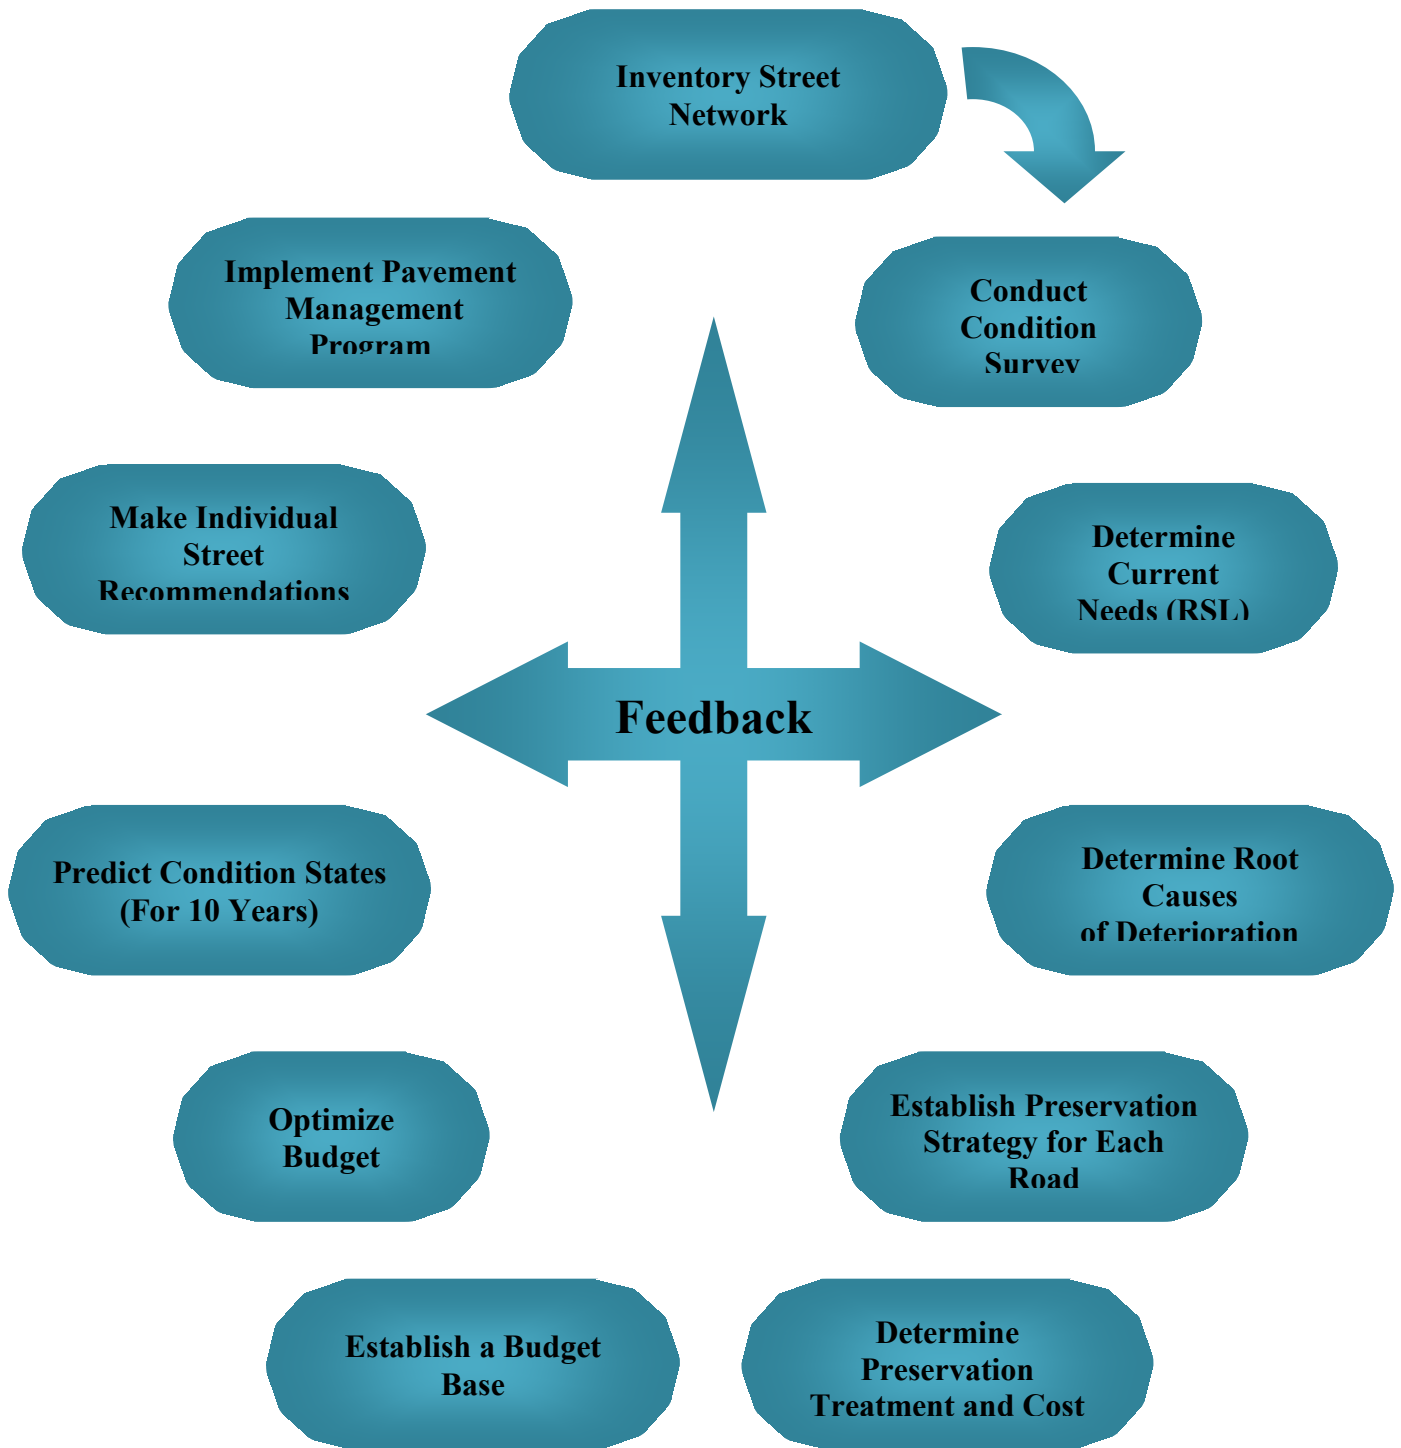 Inventory Street
Network
Conduct
Condition
Survey
Determine
Current
Needs (RSL)
Determine Root
Causes
of Deterioration
Establish Preservation
Strategy for Each
Road
Determine
Preservation
Treatment and Cost
Establish a Budget
Base
Optimize
Budget
Predict Condition States
(For 10 Years)
Make Individual
Street
Recommendations
Implement Pavement
Management
Program
Feedback